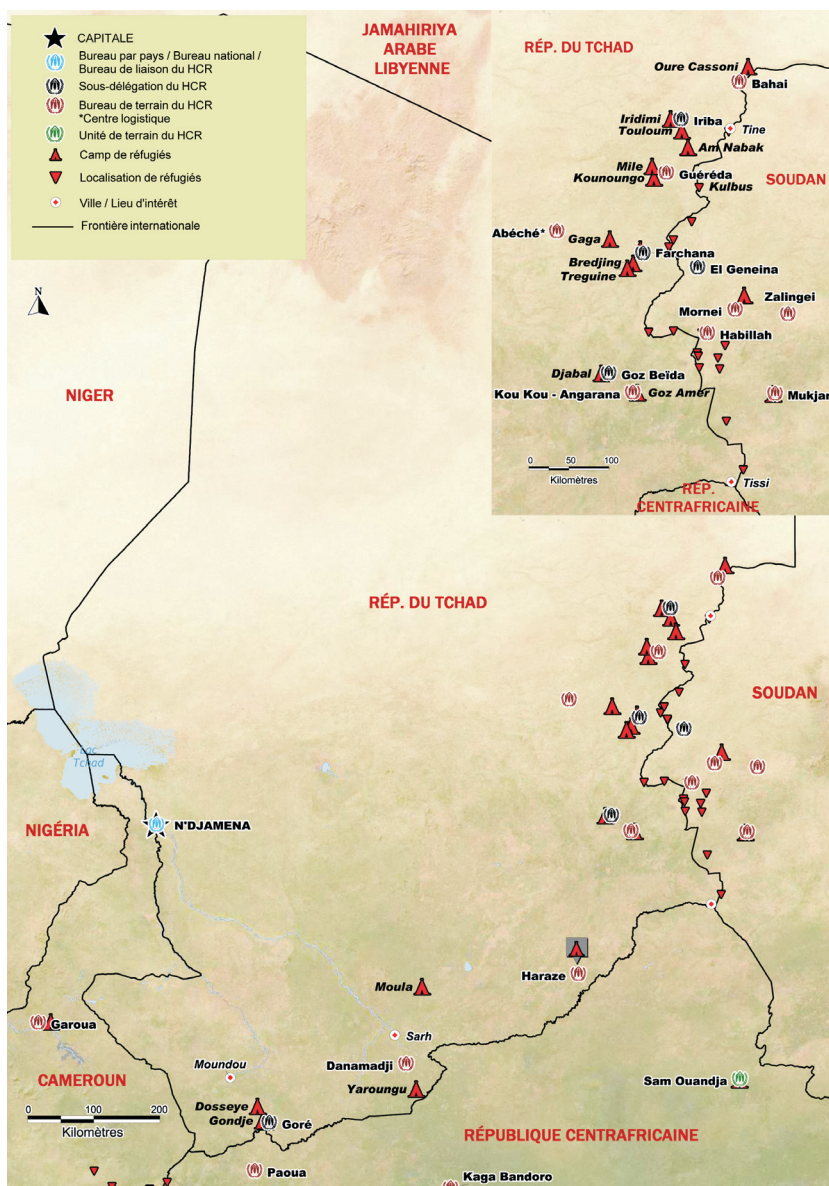 CAPITALE
Bureau par pays / Bureau national /
Bureau de liaison du HCR
Sous-délégation du HCR
Bureau de terrain du HCR
*Centre logistique
Unité de terrain du HCR
Camp de réfugiés
Localisation de réfugiés
Ville / Lieu d'intérêt
Frontière internationale
N
JAMAHIRIYA
ARABE
LIBYENNE
RÉP. DU TCHAD
Oure Cassoni
Bahai
Iridimi
Iriba
Touloum
Tine
Am Nabak
Mile
Guéréda
SOUDAN
Kounoungo
Kulbus
Abéché*
Gaga
Farchana
Bredjing
El Geneina
Treguine
Zalingei
Mornei
Habillah
Djabal
Goz Beïda
Kou Kou - Angarana
Goz Amer
Mukjar
0 50 100
Kilomètres
Tissi
RÉP.
CENTRAFRICAINE
NIGER
RÉP. DU TCHAD
SOUDAN
Lac
Tchad
NIGÉRIA
N'DJAMENA
Haraze
Moula
Garoua
Sarh
Moundou
Danamadji
CAMEROUN
Yaroungu
Sam Ouandja
0 100 200
Kilomètres
Dosseye
Gondje
Goré
RÉPUBLIQUE CENTRAFRICAINE
Paoua
Kaga Bandoro